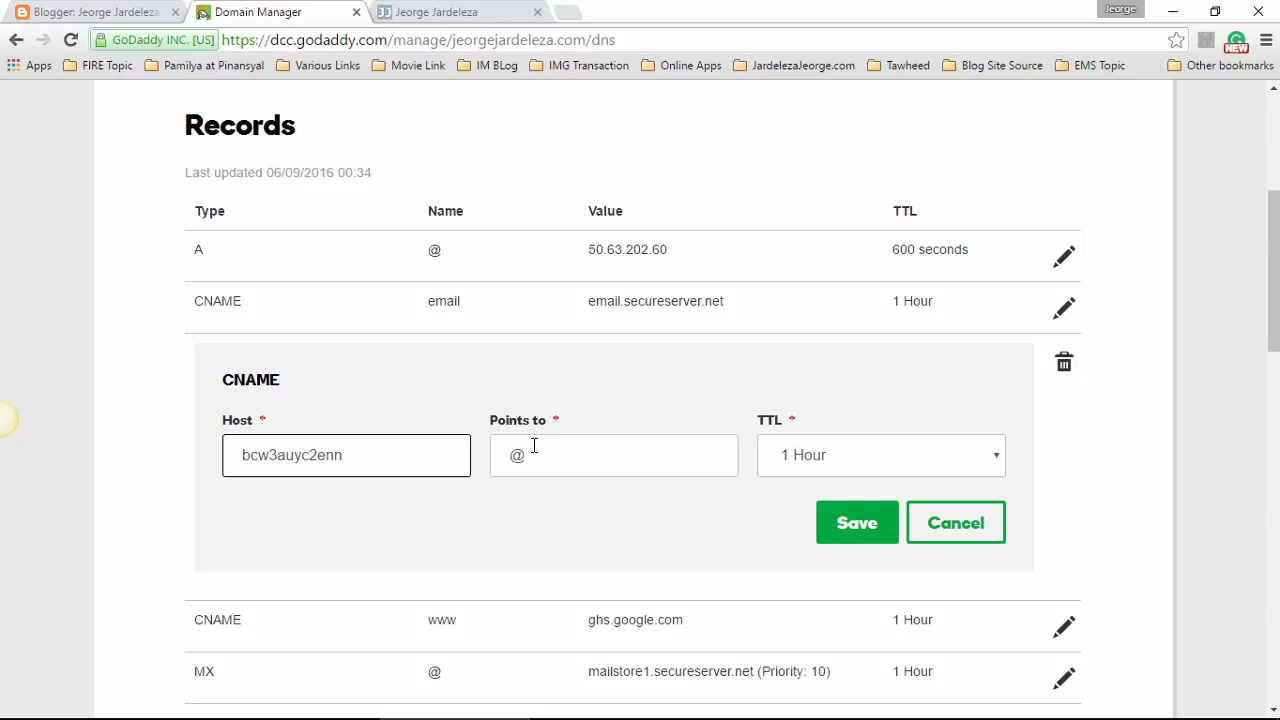 Blogger: Jeorge Jardeleza
Domain Manager
Jeorge Jardeleza
Jeorge
GoDaddy INC. [US] https://dcc.godaddy.com/manage/jeorgejardeleza.com/dns
Apps FIRE Topic Pamilya at Pinansyal Various Links Movie Link IM BLog IMG Transaction Online Apps JardelezaJeorge.com Tawheed Blog Site Source EMS Topic Other bookmarks
NEW
Records
Last updated 06/09/2016 00:34
Type Name Value TTL
A @ 50.63.202.60 600 seconds
CNAME email email.secureserver.net 1 Hour
CNAME
Host * Points to * TTL *
bcw3auyc2enn @ 1 Hour
Save Cancel
CNAME www ghs.google.com 1 Hour
MX @ mailstore1.secureserver.net (Priority: 10) 1 Hour